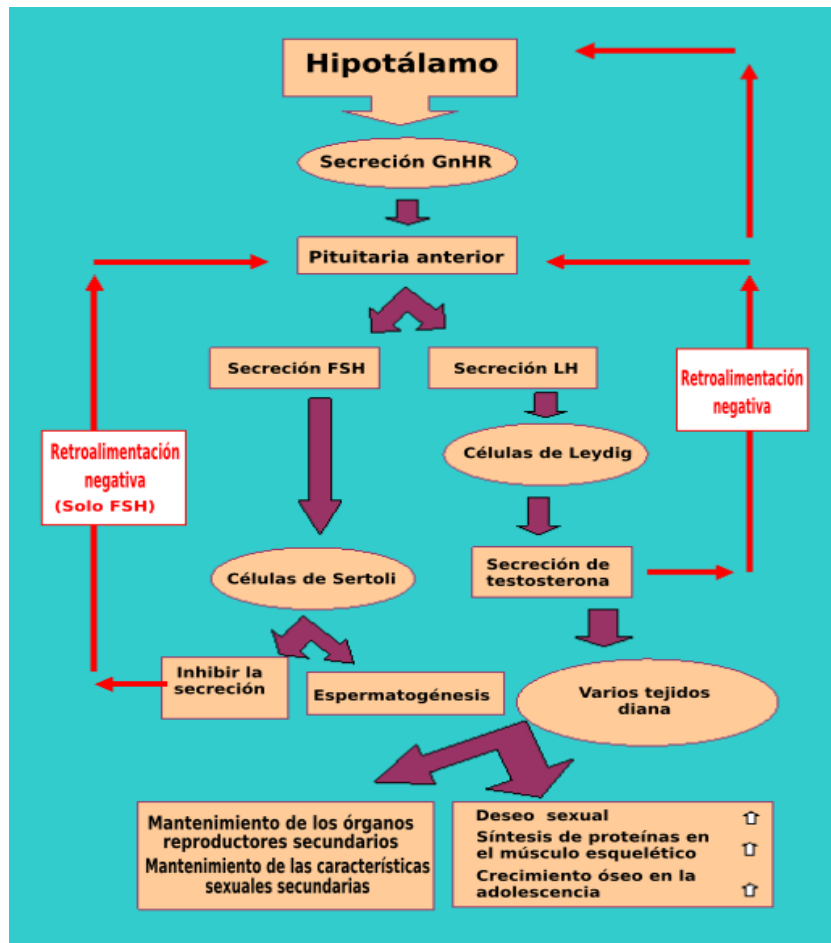 Hipotálamo
Secreción GnHR
Pituitaria anterior
Secreción FSH
Secreción LH
Retroalimentación
negativa
Células de Leydig
Retroalimentación
negativa
(Solo FSH)
Células de Sertoli
Secreción de
testosterona
Inhibir la
secreción
Espermatogénesis
Varios tejidos
diana
Mantenimiento de los órganos
reproductores secundarios
Mantenimiento de las características
sexuales secundarias
Deseo sexual
Síntesis de proteínas en
el músculo esquelético
Crecimiento óseo en la
adolescencia